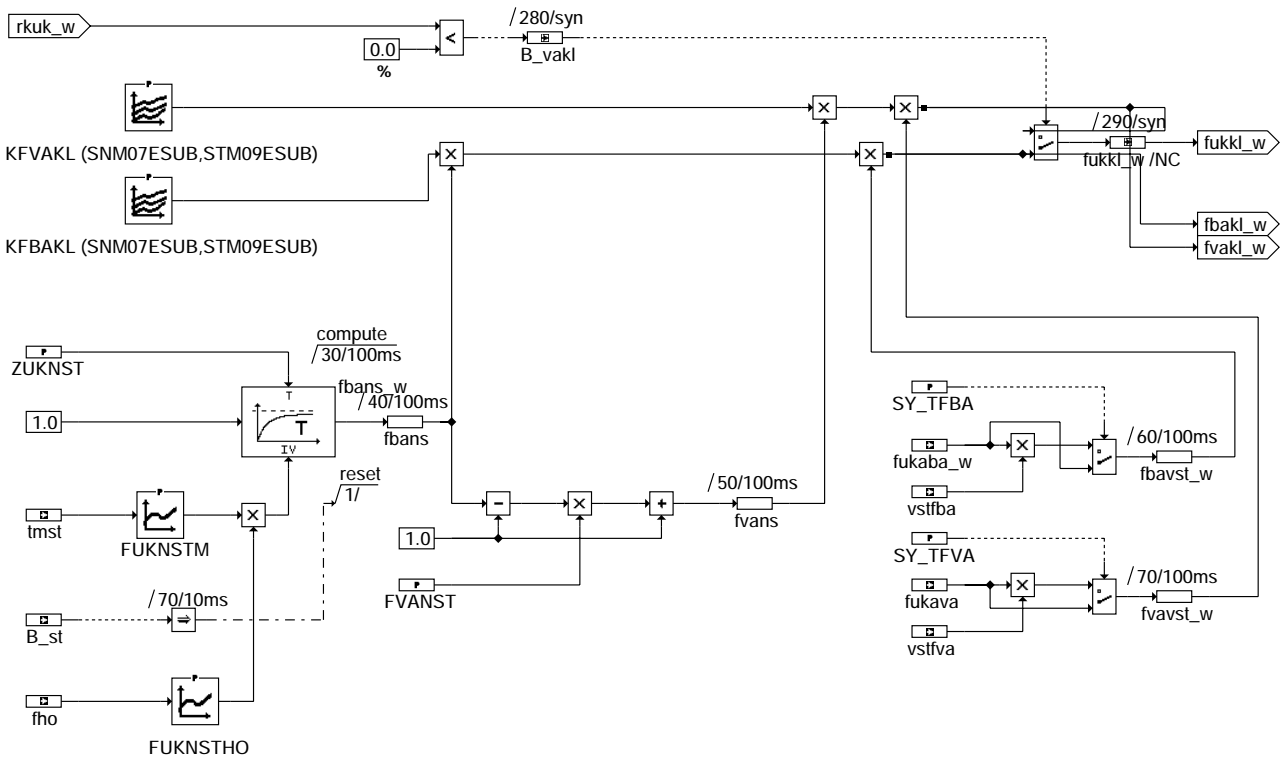 rkuk_w
/280/syn
<
0.0
%
B_vakl
P
KFVAKL (SNM07ESUB,STM09ESUB)
P
KFBAKL (SNM07ESUB,STM09ESUB)
/290/syn
fukkl_w /NC
fukkl_w
fbakl_w
fvakl_w
P
ZUKNST
compute
/30/100ms
fbans_w
/40/100ms
fbans
1.0
T
T
IV
reset
1/
P
tmst
FUKNSTM
/70/10ms
B_st
P
fho
FUKNSTHO
1.0
P
FVANST
/50/100ms
fvans
P
SY_TFBA
fukaba_w
/60/100ms
fbavst_w
vstfba
P
SY_TFVA
fukava
/70/100ms
fvavst_w
vstfva